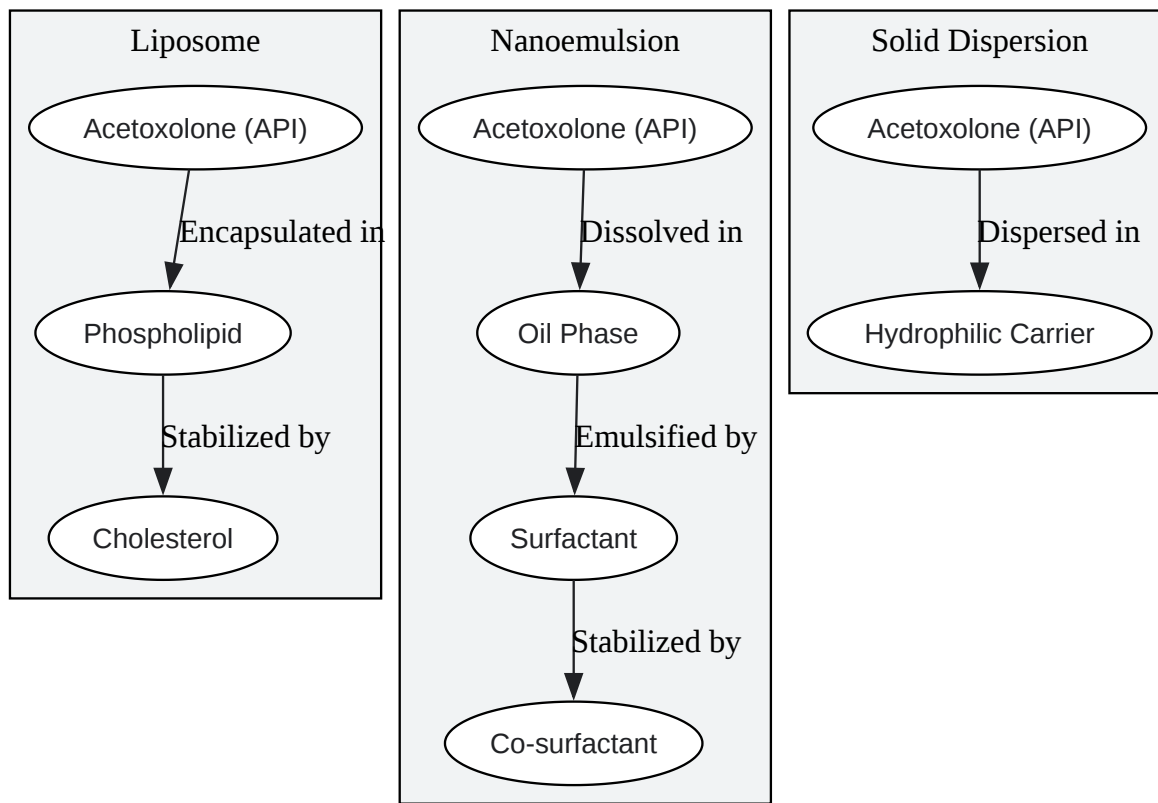 Liposome
Acetoxolone (API)
Encapsulated in
Phospholipid
Stabilized by
Cholesterol
Nanoemulsion
Acetoxolone (API)
Dissolved in
Oil Phase
Emulsified by
Surfactant
Stabilized by
Co-surfactant
Solid Dispersion
Acetoxolone (API)
Dispersed in
Hydrophilic Carrier